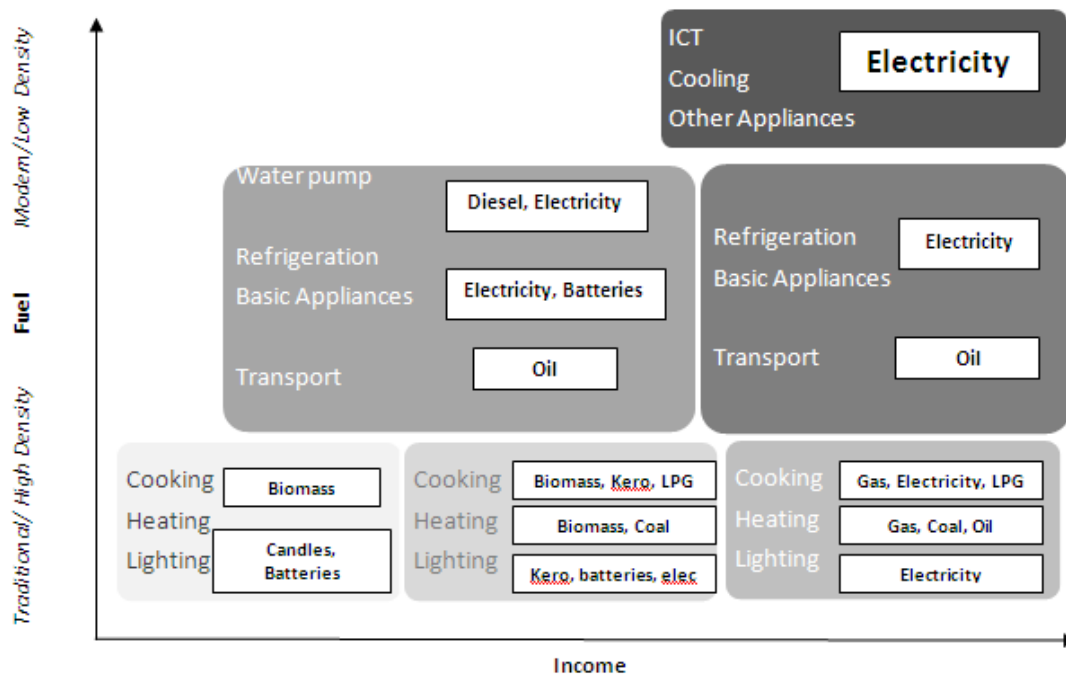 Modern/Low Density
Fuel
Traditional/ High Density
ICT
Cooling
Other Appliances
Electricity
Water pump
Diesel, Electricity
Refrigeration
Basic Appliances
Electricity, Batteries
Transport
Oil
Refrigeration
Basic Appliances
Electricity
Transport
Oil
Cooking
Biomass
Heating
Lighting
Candles,
Batteries
Cooking
Biomass, Kero, LPG
Heating
Biomass, Coal
Lighting
Kero, batteries, elec
Cooking
Gas, Electricity, LPG
Heating
Gas, Coal, Oil
Lighting
Electricity
Income